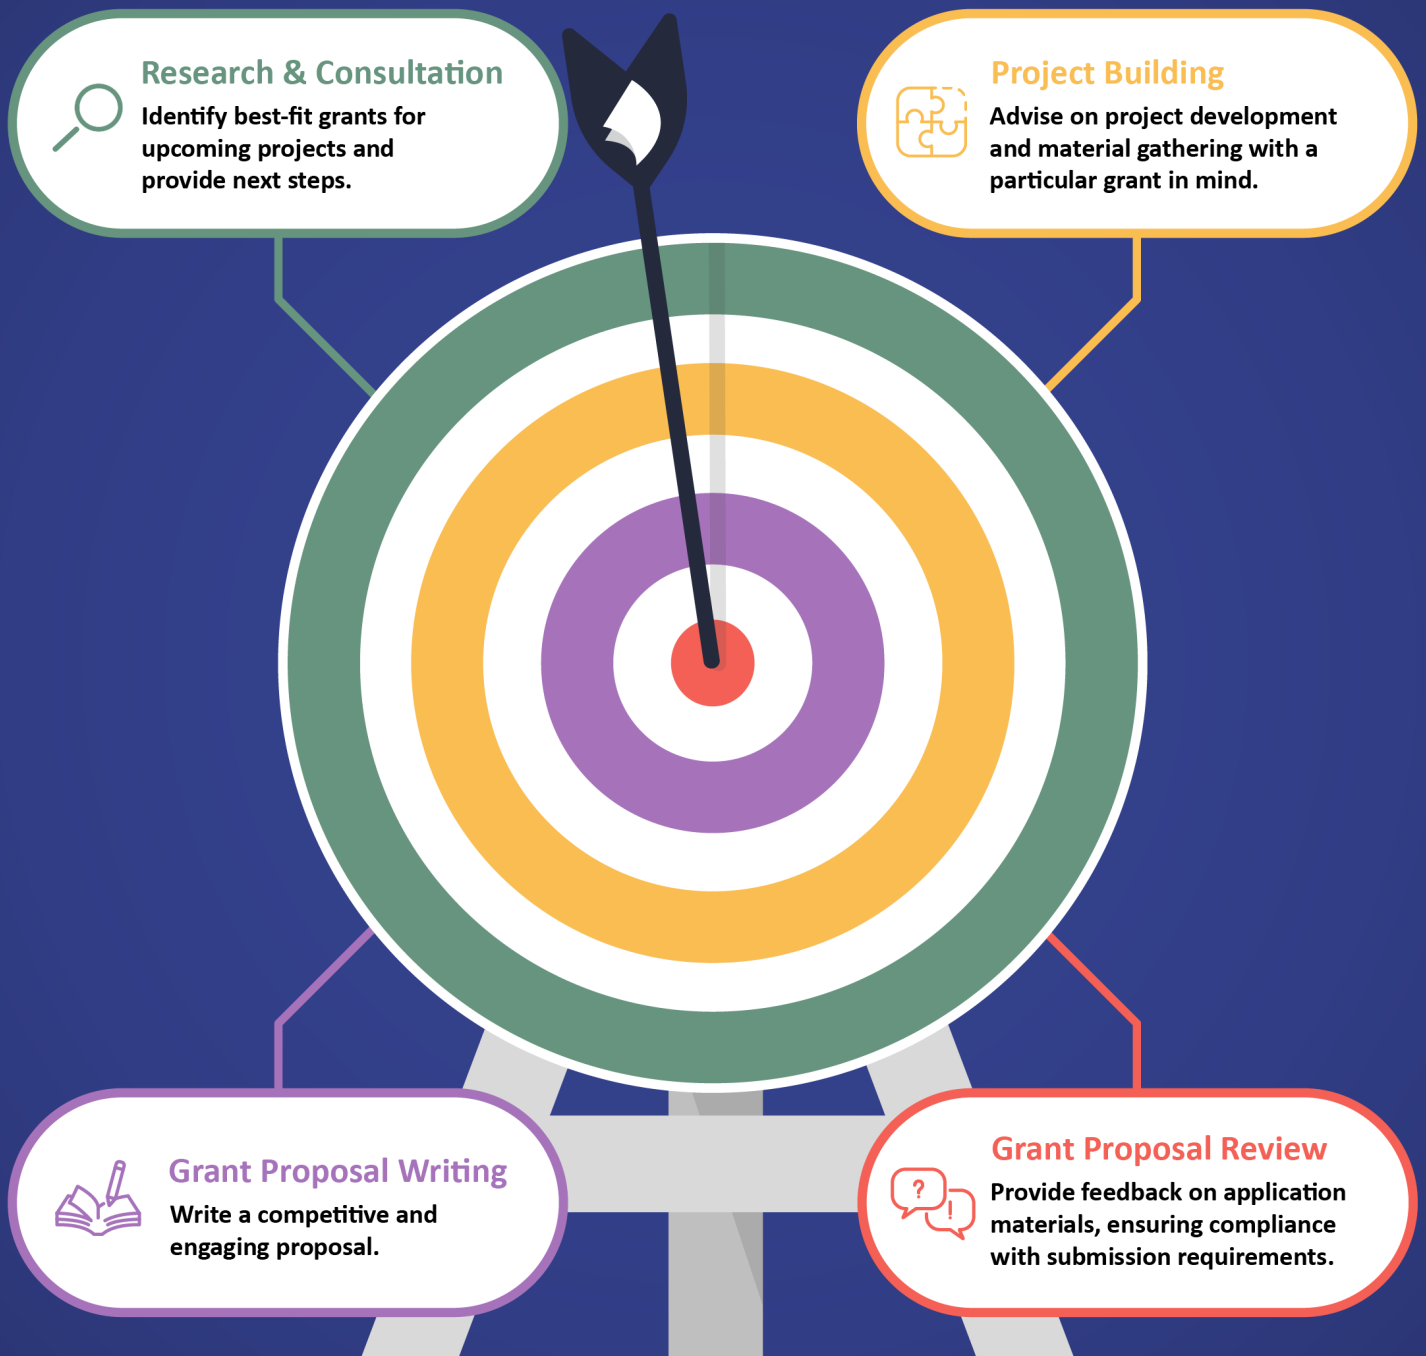 Research & Consultation
Identify best-fit grants for
upcoming projects and
provide next steps.
Project Building
Advise on project development
and material gathering with a
particular grant in mind.
Grant Proposal Writing
Write a competitive and
engaging proposal.
Grant Proposal Review
?
!
Provide feedback on application
materials, ensuring compliance
with submission requirements.